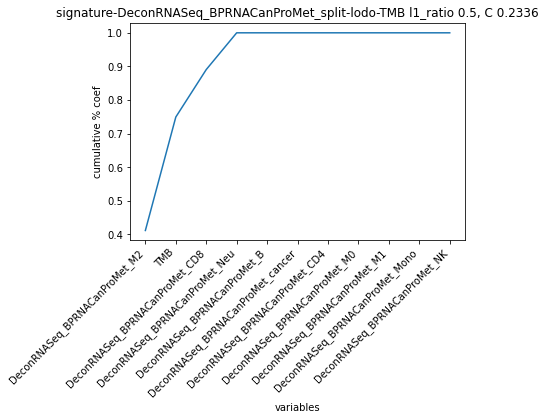 signature-DeconRNASeq_BPRNACanProMet_split-lodo-TMB l1_ratio 0.5, C 0.2336
1.0
0.9
0.8
0.7
0.6
0.5
0.4
cumulative % coef
DeconRNASeq_BPRNACanProMet_M2
TMB
DeconRNASeq_BPRNACanProMet_CD8
DeconRNASeq_BPRNACanProMet_Neu
DeconRNASeq_BPRNACanProMet_B
DeconRNASeq_BPRNACanProMet_cancer
DeconRNASeq_BPRNACanProMet_CD4
DeconRNASeq_BPRNACanProMet_M0
DeconRNASeq_BPRNACanProMet_M1
DeconRNASeq_BPRNACanProMet_Mono
DeconRNASeq_BPRNACanProMet_NK
variables